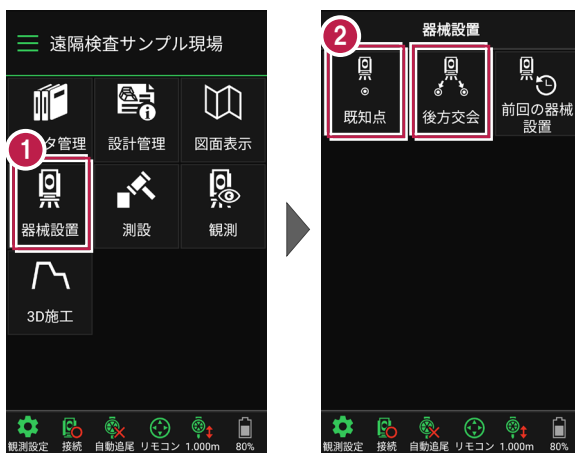 遠隔検査サンプル現場
タ管理
設計管理
図面表示
1
器械設置
測設
観測
3D施工
観測設定
接続
自動追尾
リモコン
1.000m
80%
2
器械設置
既知点
後方交会
前回の器械
設置
観測設定
接続
自動追尾
リモコン
1.000m
80%